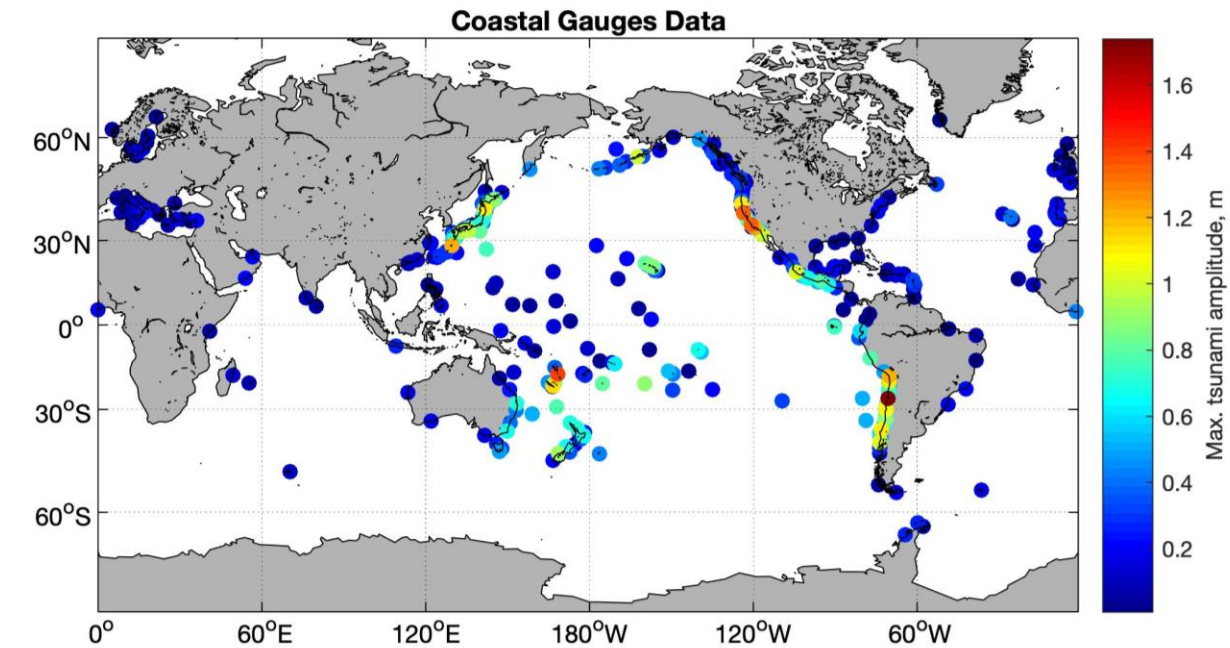 Coastal Gauges Data
60°N
30°N
0°
30°S
60°S
0°
60°E
120°E
180°W
120°W
60°W
1.6
1.4
1.2
1
0.8
0.6
0.4
0.2
Max. tsunami amplitude, m